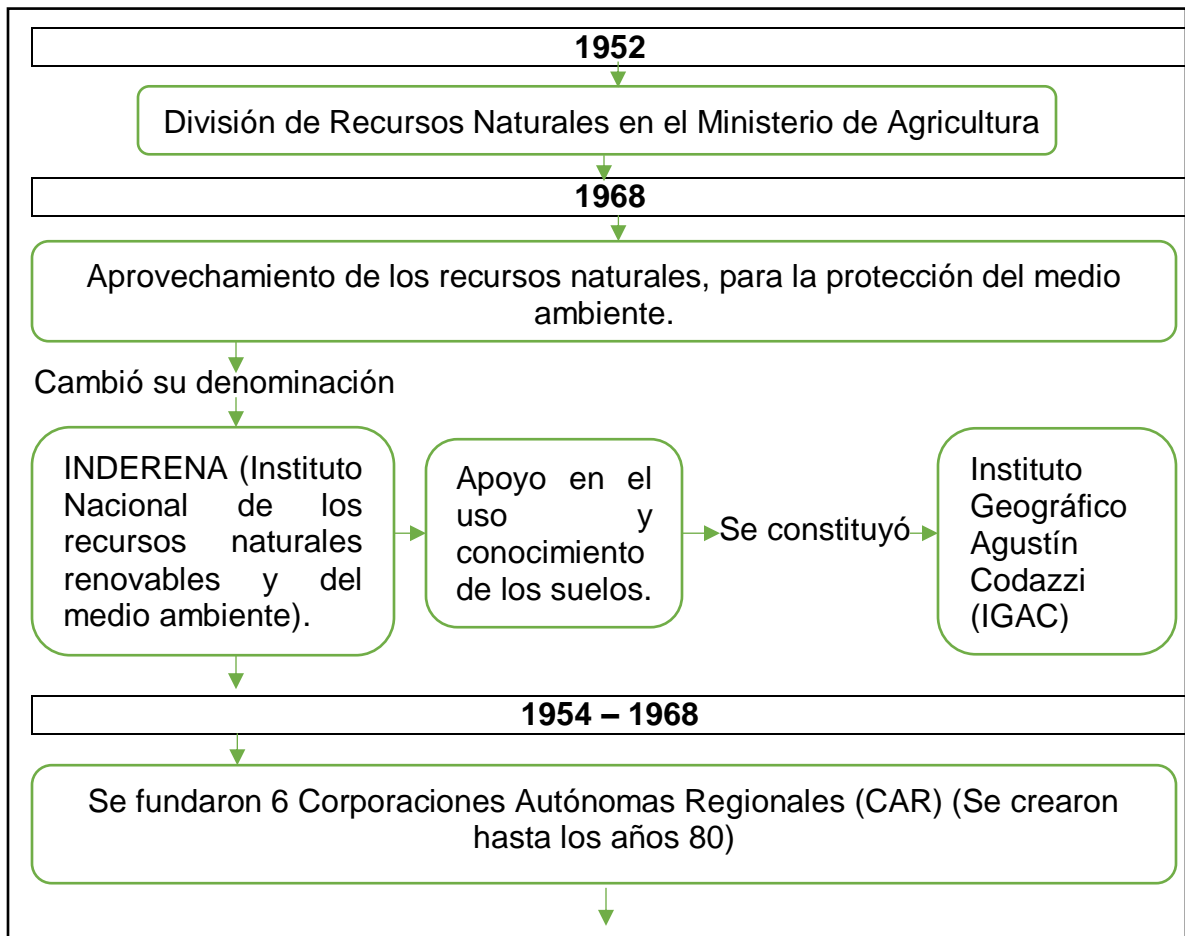 1952
División de Recursos Naturales en el Ministerio de Agricultura
1968
Aprovechamiento de los recursos naturales, para la protección del medio
ambiente.
Cambió su denominación
INDERENA (Instituto
Nacional de los
recursos naturales
renovables y del
medio ambiente).
Apoyo en el
uso y
conocimiento
de los suelos.
Se constituyó
Instituto
Geográfico
Agustín
Codazzi
(IGAC)
1954 – 1968
Se fundaron 6 Corporaciones Autónomas Regionales (CAR) (Se crearon
hasta los años 80)